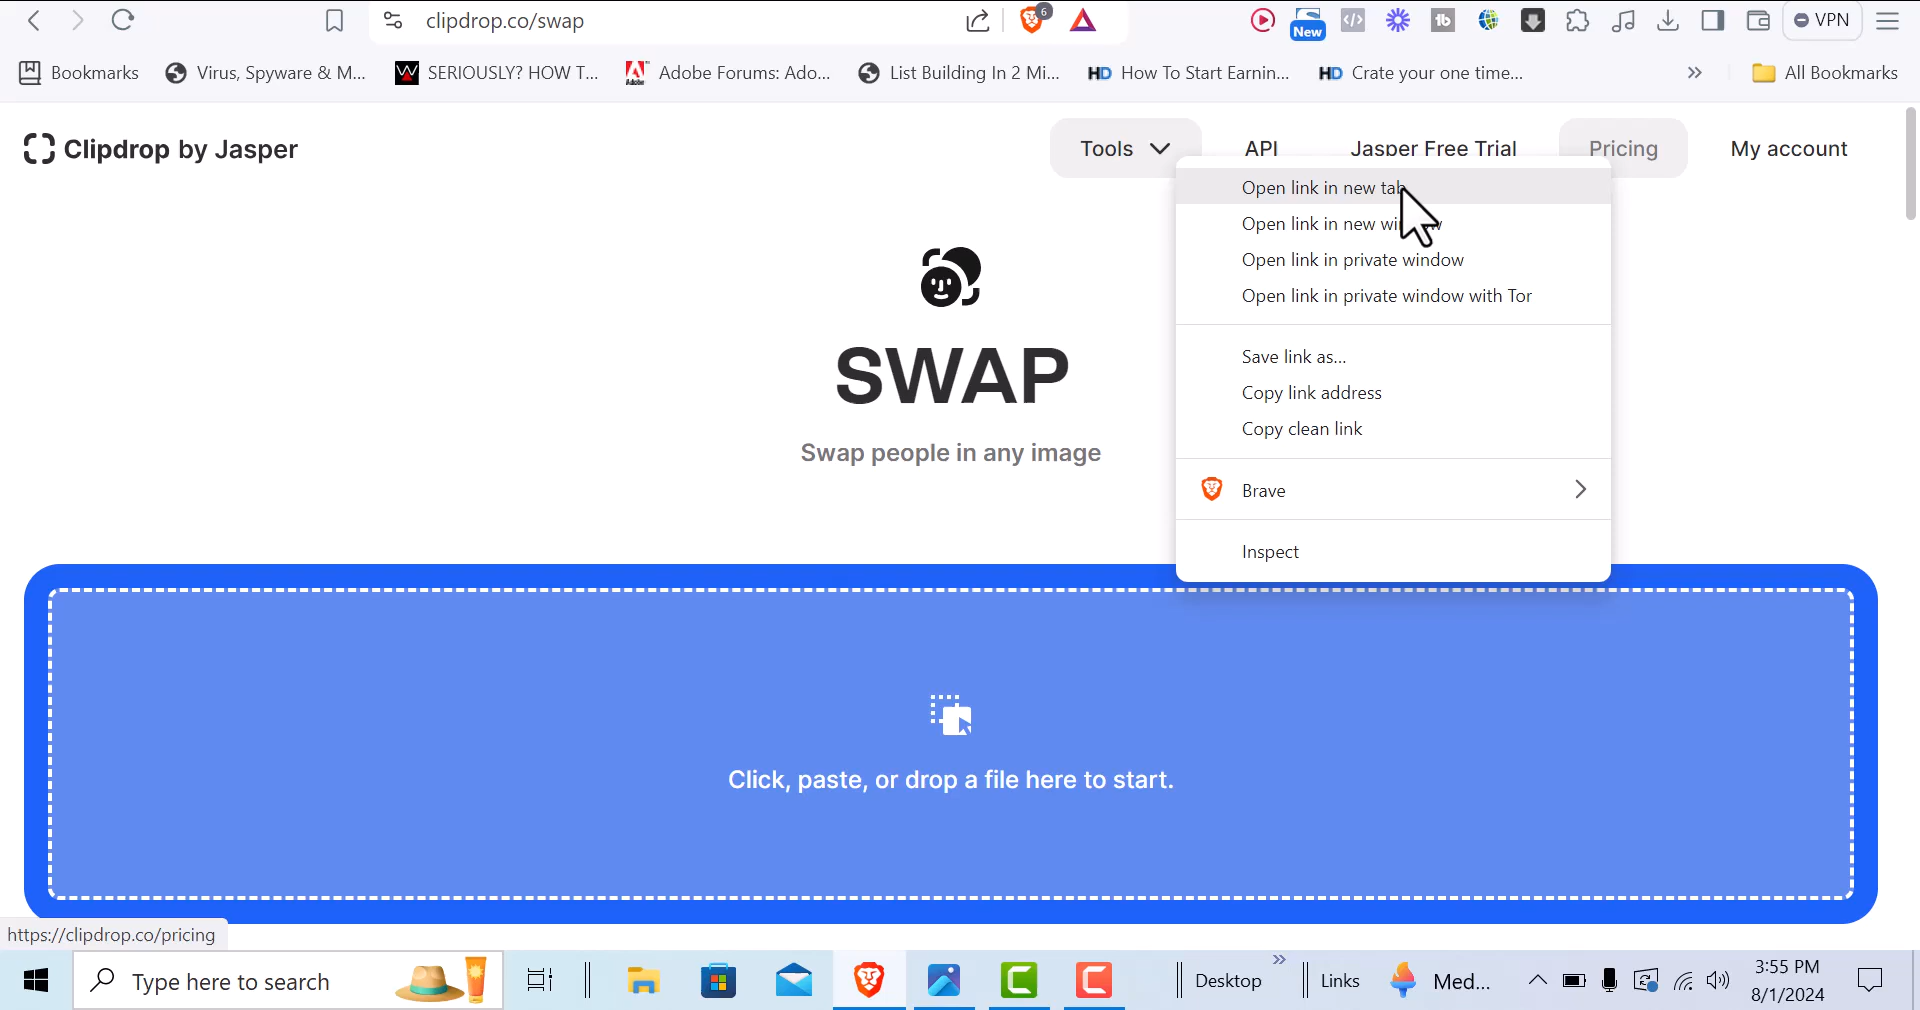 clipdrop.co/swap
6
New
</>
tb
VPN
Bookmarks
Virus, Spyware & M...
W
SERIOUSLY? HOW T...
Adobe
Adobe Forums: Ado...
List Building In 2 Mi...
HD
How To Start Earnin...
HD
Crate your one time...
»
All Bookmarks
Clipdrop by Jasper
Tools
API
Jasper Free Trial
Pricing
My account
Open link in new tab
Open link in new window
Open link in private window
Open link in private window with Tor
Save link as...
Copy link address
Copy clean link
Brave
Inspect
SWAP
Swap people in any image
Click, paste, or drop a file here to start.
https://clipdrop.co/pricing
Type here to search
Desktop
»
Links
Med...
3:55 PM
8/1/2024